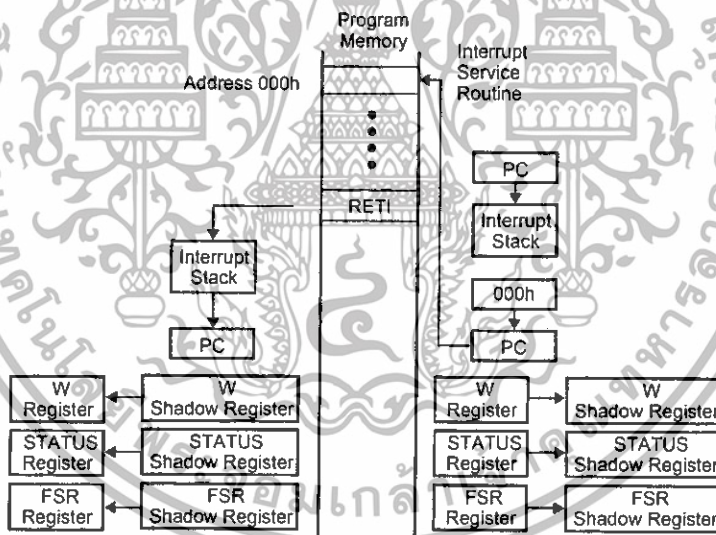 Program
Memory
Interrupt
Service
Routine
Address 000h
PC
Interrupt
Stack
RETI
Interrupt
Stack
000h
PC
PC
W
Register
W
Shadow Register
STATUS
Register
STATUS
Shadow Register
FSR
Register
FSR
Shadow Register
W
Register
W
Shadow Register
STATUS
Register
STATUS
Shadow Register
FSR
Register
FSR
Shadow Register